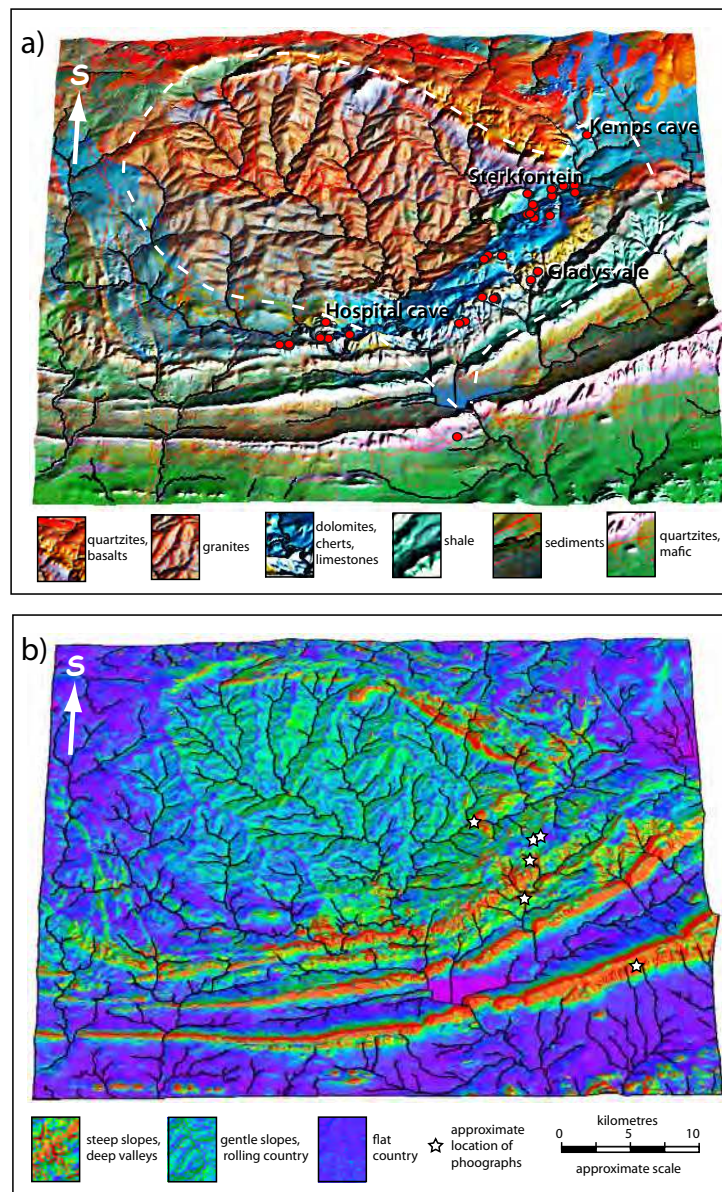 a)
S
Kemps cave
Sterkfontein
Gladysvale
Hospital cave
quartzites,
basalts
granites
dolomites,
cherts,
limestones
shale
sediments
quartzites,
mafic
b)
S
steep slopes,
deep valleys
gentle slopes,
rolling country
flat
country
approximate
location of
phoographs
kilometres
0 5 10
approximate scale